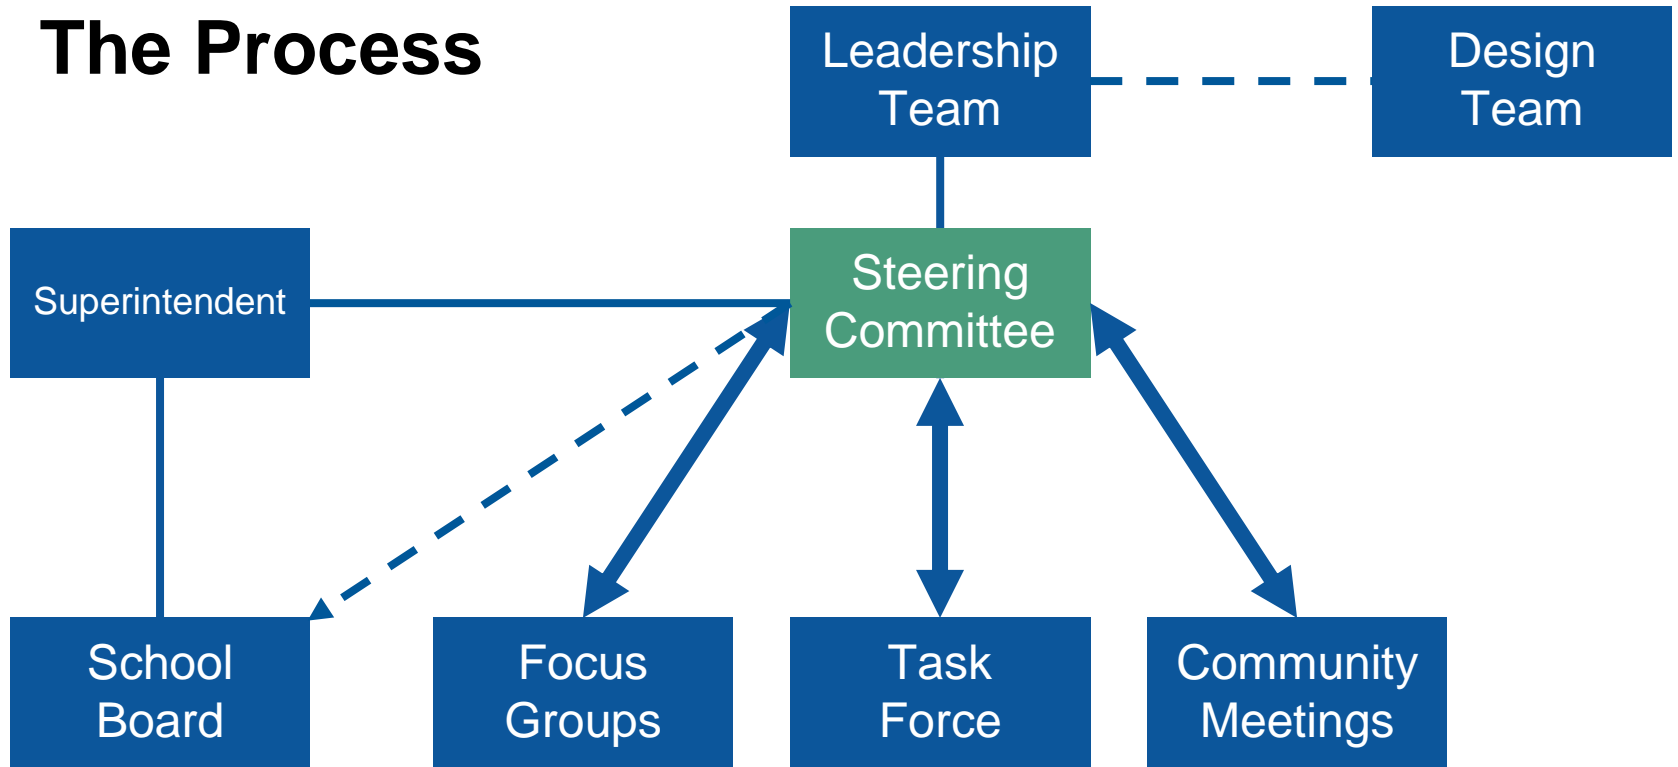 The Process
Leadership
Team
Design
Team
Superintendent
Steering
Committee
School
Board
Focus
Groups
Task
Force
Community
Meetings